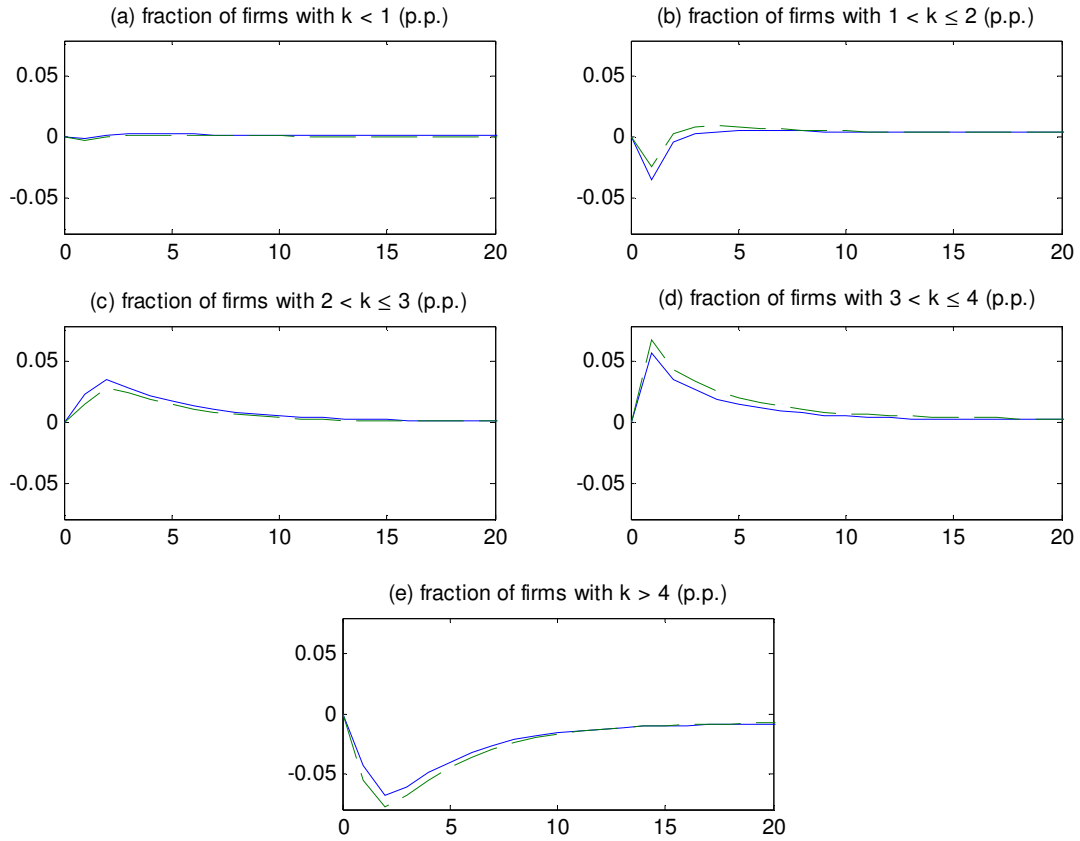 (a) fraction of firms with k < 1 (p.p.)
0.05
0
-0.05
0 5 10 15 20
(b) fraction of firms with 1 < k ≤ 2 (p.p.)
0.05
0
-0.05
0 5 10 15 20
(c) fraction of firms with 2 < k ≤ 3 (p.p.)
0.05
0
-0.05
0 5 10 15 20
(d) fraction of firms with 3 < k ≤ 4 (p.p.)
0.05
0
-0.05
0 5 10 15 20
(e) fraction of firms with k > 4 (p.p.)
0.05
0
-0.05
0 5 10 15 20